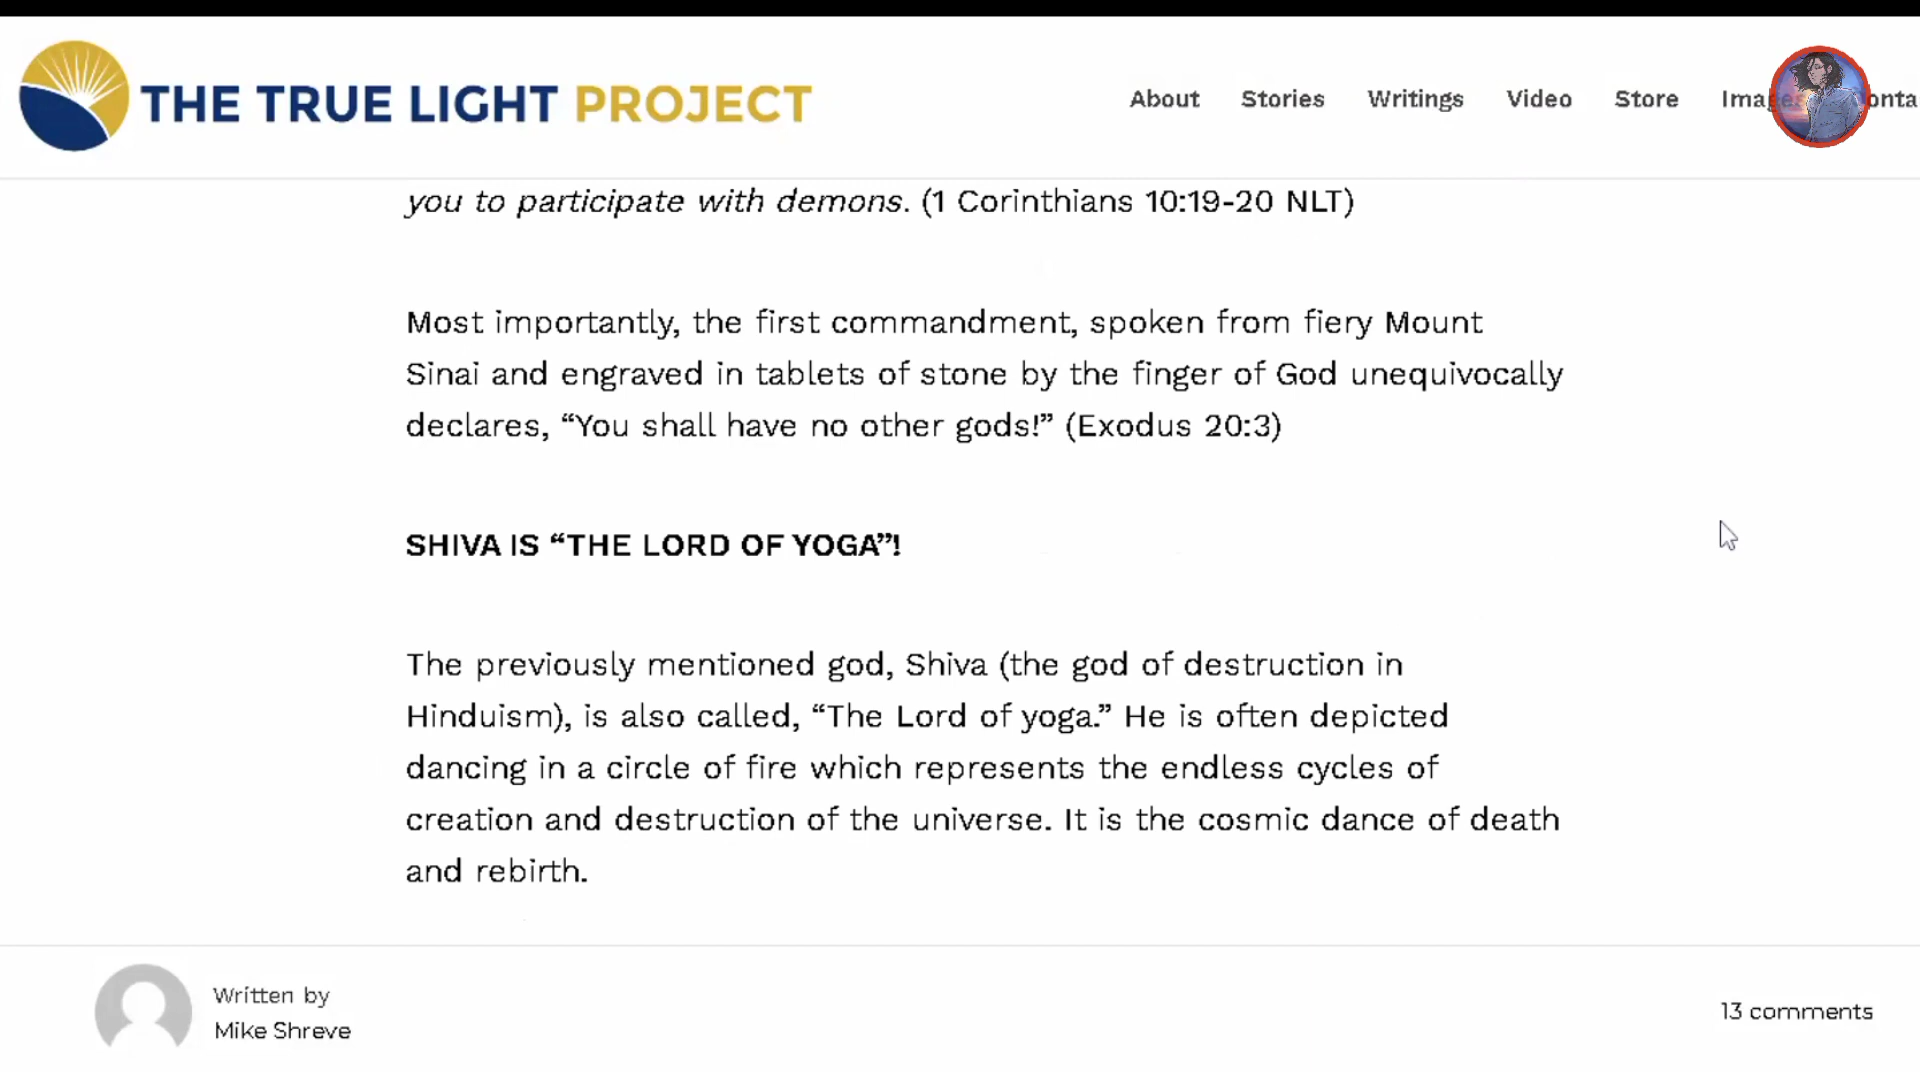 THE TRUE LIGHT PROJECT
About Stories Writings Video Store
you to participate with demons. (1 Corinthians 10:19-20 NLT)
Most importantly, the first commandment, spoken from fiery Mount
Sinai and engraved in tablets of stone by the finger of God unequivocally
declares, “You shall have no other gods!” (Exodus 20:3)
SHIVA IS “THE LORD OF YOGA”!
The previously mentioned god, Shiva (the god of destruction in
Hinduism), is also called, “The Lord of yoga.” He is often depicted
dancing in a circle of fire which represents the endless cycles of
creation and destruction of the universe. It is the cosmic dance of death
and rebirth.
Written by
Mike Shreve
13 comments